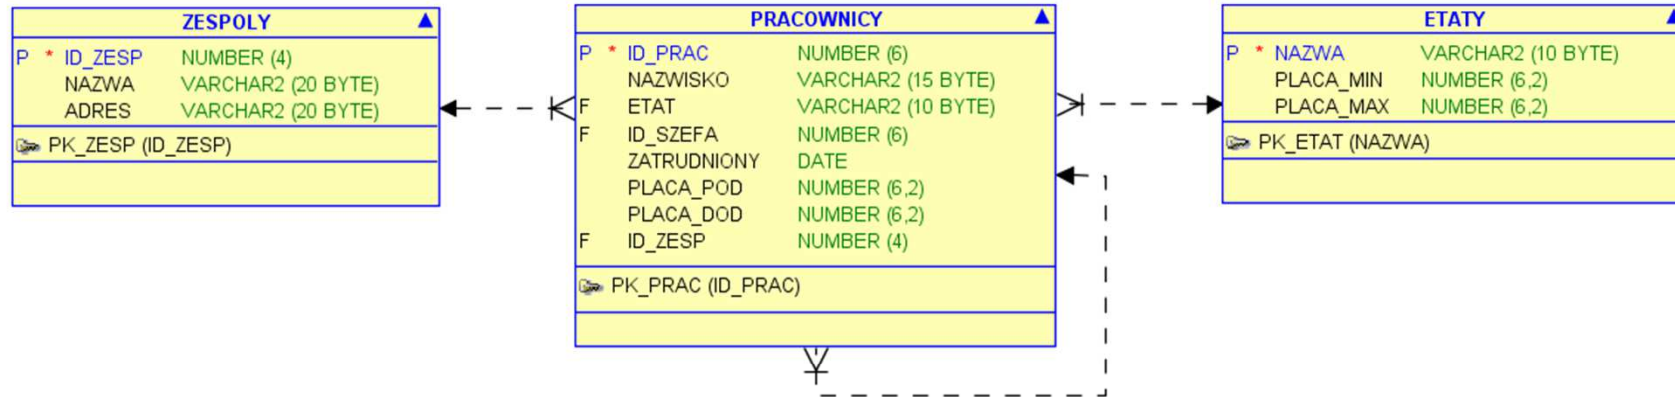 ZESPOLY
P * ID_ZESP NUMBER (4)
NAZWA VARCHAR2 (20 BYTE)
ADRES VARCHAR2 (20 BYTE)
PK_ZESP (ID_ZESP)
PRACOWNICY
P * ID_PRAC NUMBER (6)
NAZWISKO VARCHAR2 (15 BYTE)
F ETAT VARCHAR2 (10 BYTE)
F ID_SZEFA NUMBER (6)
ZATRUDNIONY DATE
PLACA_POD NUMBER (6,2)
PLACA_DOD NUMBER (6,2)
F ID_ZESP NUMBER (4)
PK_PRAC (ID_PRAC)
ETATY
P * NAZWA VARCHAR2 (10 BYTE)
PLACA_MIN NUMBER (6,2)
PLACA_MAX NUMBER (6,2)
PK_ETAT (NAZWA)